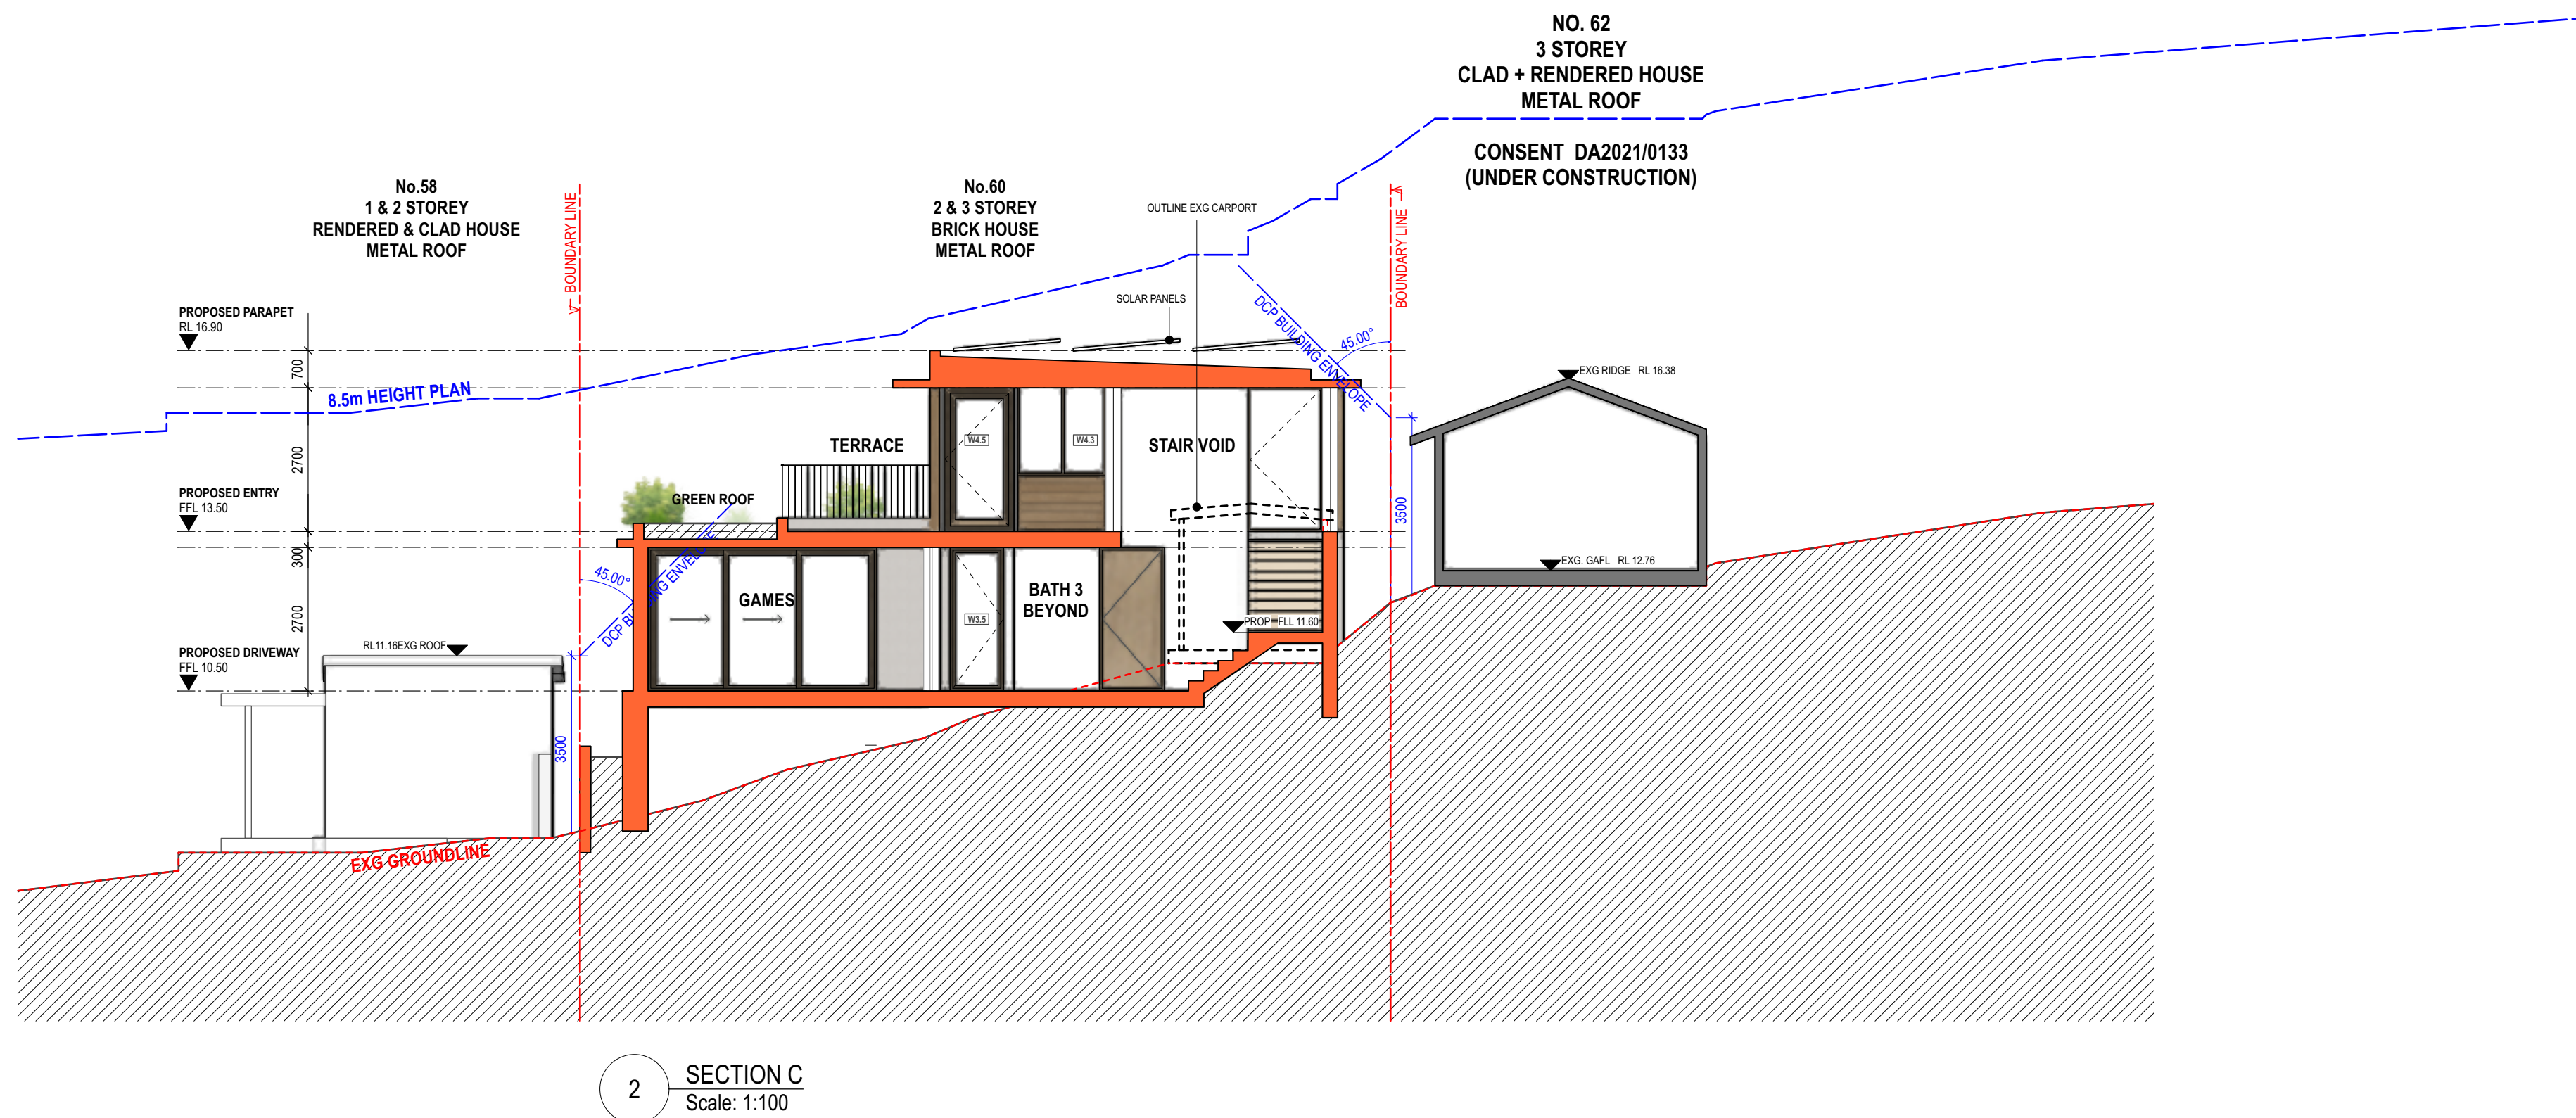 NO. 62
3 STOREY
CLAD + RENDERED HOUSE
METAL ROOF
CONSENT DA2021/0133
(UNDER CONSTRUCTION)
No.58
1 & 2 STOREY
RENDERED & CLAD HOUSE
METAL ROOF
BOUNDARY LINE
No.60
2 & 3 STOREY
BRICK HOUSE
METAL ROOF
OUTLINE EXG CARPORT
BOUNDARY LINE
SOLAR PANELS
DCP BUILDING ENVELOPE
45.00°
PROPOSED PARAPET
RL 16.90
700
8.5m HEIGHT PLAN
EXG RIDGE RL 16.38
2700
TERRACE
W4.5
W4.3
STAIR VOID
PROPOSED ENTRY
FFL 13.50
GREEN ROOF
3500
300
45.00°
DCP BUILDING ENVELOPE
EXG. GAFL RL 12.76
2700
GAMES
BATH 3
BEYOND
W3.5
PROP FLL 11.60
RL11.16EXG ROOF
PROPOSED DRIVEWAY
FFL 10.50
3500
EXG GROUNDLINE
2
SECTION C
Scale: 1:100